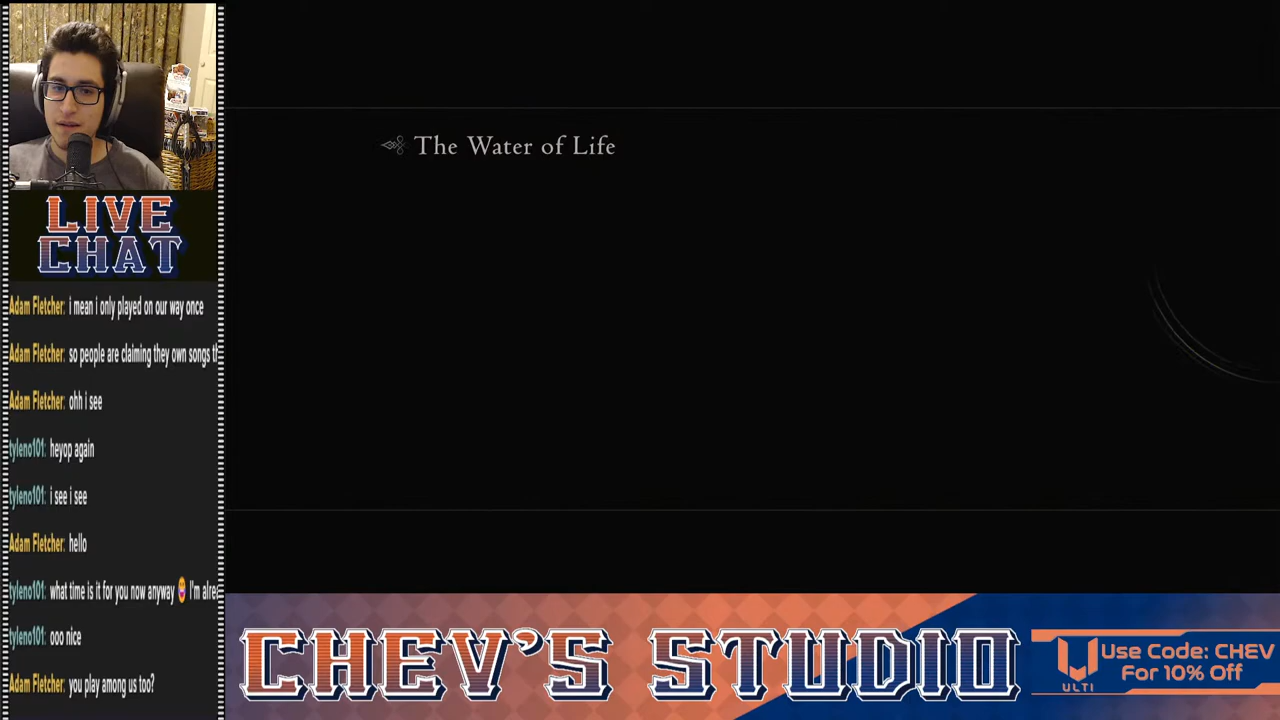 The Water of Life
LIVE
CHAT
Adam Fletcher: i mean i only played on our way once
Adam Fletcher: so people are claiming they own songs
Adam Fletcher: ohh i see
tyleno101: heyop again
tyleno101: i see i see
Adam Fletcher: hello
tyleno101: what time is it for you now anyway 😄 I'm
tyleno101: ooo nice
Adam Fletcher: you play among us too?
CHEV'S STUDIO
ULTI
Use Code: CHEV
For 10% Off